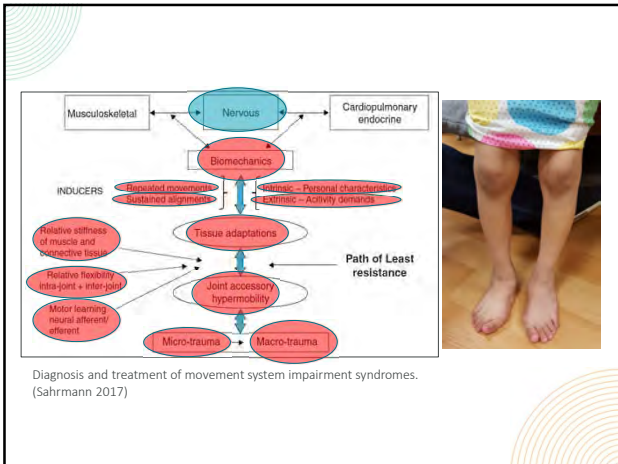 Musculoskeletal
Nervous
Cardiopulmonary
endocrine
Biomechanics
INDUCERS
Repeated movements
Sustained alignments
Intrinsic – Personal characteristics
Extrinsic – Acitivity demands
Tissue adaptations
Relative stiffness
of muscle and
connective tissue
Relative flexibility
intra-joint + inter-joint
Motor learning
neural afferent/
efferent
Path of Least
resistance
Joint accessory
hypermobility
Micro-trauma
Macro-trauma
Diagnosis and treatment of movement system impairment syndromes.
(Sahrmann 2017)